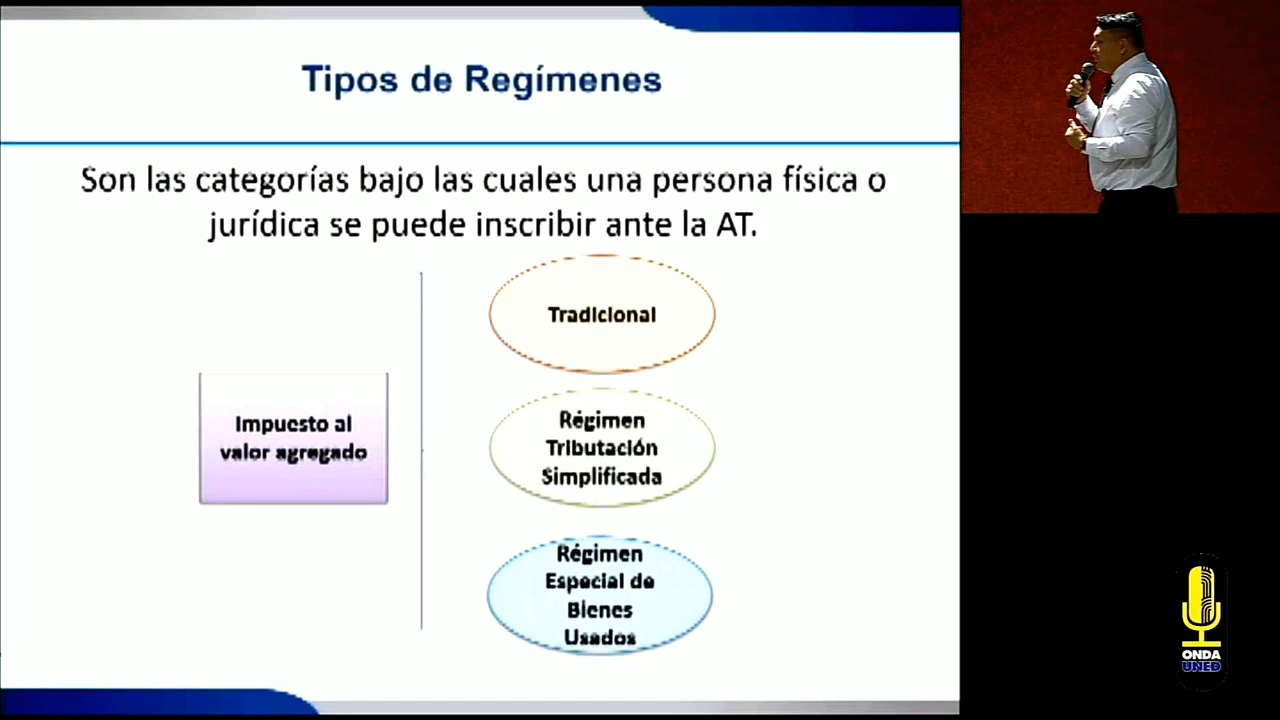 Tipos de Regímenes
Son las categorías bajo las cuales una persona física o
jurídica se puede inscribir ante la AT.
Impuesto al
valor agregado
Tradicional
Régimen
Tributación
Simplificada
Régimen
Especial de
Bienes
Usados
ONDA
UNED